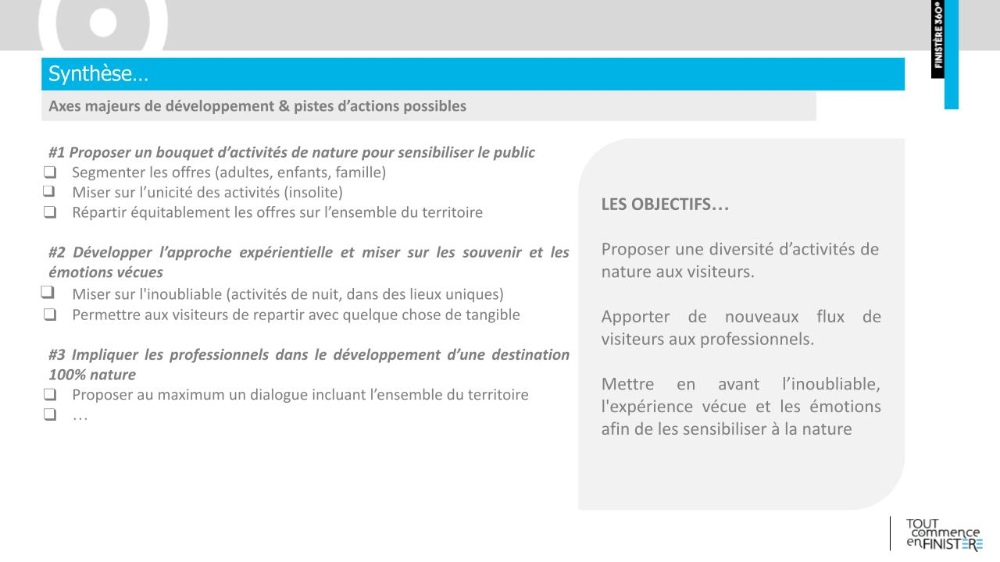 FINISTÈRE 360°
Synthèse…
Axes majeurs de développement & pistes d’actions possibles
#1 Proposer un bouquet d’activités de nature pour sensibiliser le public
❑ Segmenter les offres (adultes, enfants, famille)
❑ Miser sur l’unicité des activités (insolite)
❑ Répartir équitablement les offres sur l’ensemble du territoire
#2 Développer l’approche expérientielle et miser sur les souvenir et les
émotions vécues
❑ Miser sur l'inoubliable (activités de nuit, dans des lieux uniques)
❑ Permettre aux visiteurs de repartir avec quelque chose de tangible
#3 Impliquer les professionnels dans le développement d’une destination
100% nature
❑ Proposer au maximum un dialogue incluant l’ensemble du territoire
❑ …
LES OBJECTIFS…
Proposer une diversité d’activités de
nature aux visiteurs.
Apporter de nouveaux flux de
visiteurs aux professionnels.
Mettre en avant l’inoubliable,
l'expérience vécue et les émotions
afin de les sensibiliser à la nature
TOUT
commence
en FINISTÈRE